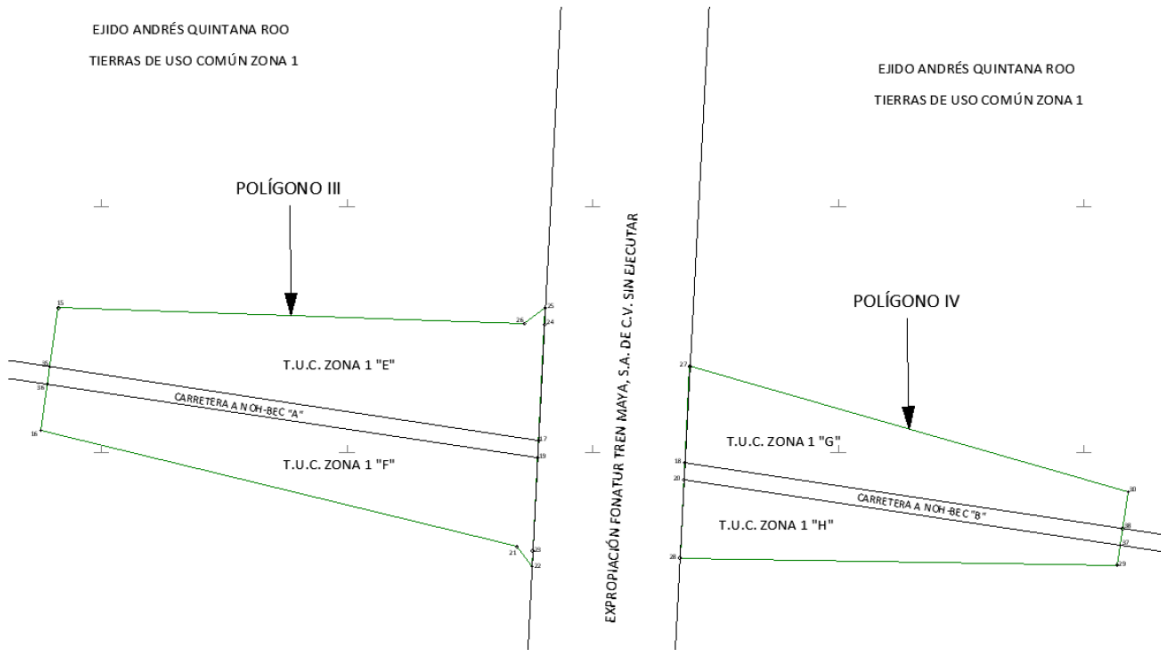 EJIDO ANDRÉS QUINTANA ROO
TIERRAS DE USO COMÚN ZONA 1
EJIDO ANDRÉS QUINTANA ROO
TIERRAS DE USO COMÚN ZONA 1
POLÍGONO III
EXPROPIACIÓN FONATUR TREN MAYA, S.A. DE C.V. SIN EJECUTAR
POLÍGONO IV
15
25
26
24
T.U.C. ZONA 1 "E"
27
CARRETERA A NOH-BEC "A"
16
17
T.U.C. ZONA 1 "F"
19
T.U.C. ZONA 1 "G"
18
20
30
CARRETERA A NOH-BEC "B"
T.U.C. ZONA 1 "H"
21
22
28
37
29